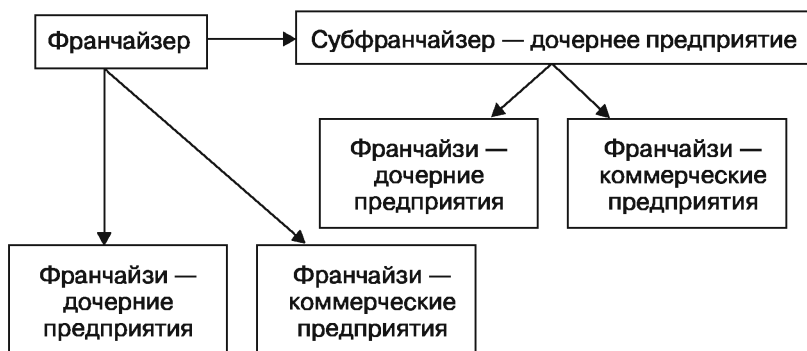 Франчайзер
Субфранчайзер — дочернее предприятие
Франчайзи —
дочерние
предприятия
Франчайзи —
коммерческие
предприятия
Франчайзи —
дочерние
предприятия
Франчайзи —
коммерческие
предприятия